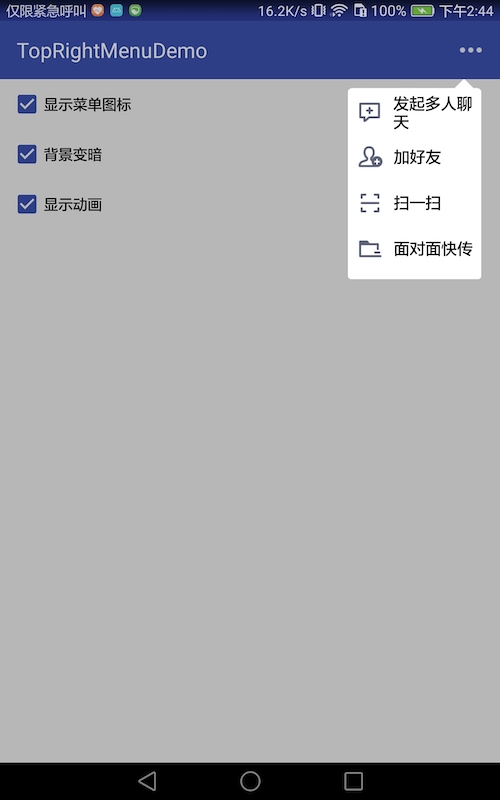 仅限紧急呼叫 16.2K/s 100% 下午2:44
TopRightMenuDemo
显示菜单图标
背景变暗
显示动画
发起多人聊
天
加好友
扫一扫
面对面快传